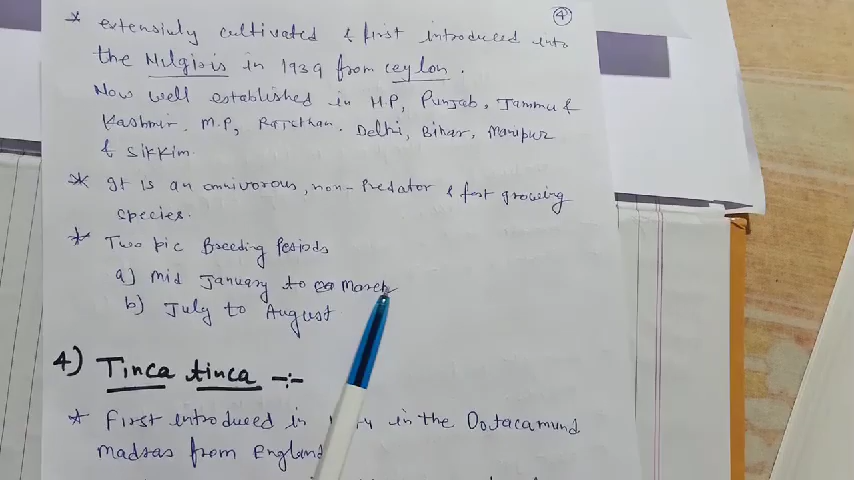 4
* extensiuly cultivated & first introduced into
the Nilgiris in 1939 from ceylon.
Now well established in H.P, Punjab, Jammu &
Kashmir. M.P, Rajsthan. Delhi, Bihar, Manipur
& Sikkim.
* It is an omnivorous, non-Predator & fast growing
species.
* Two pic Breeding Periods
a) mid January to March
b) July to August
4) Tinca tinca :-
* First introduced in in the Ootacamund
madras from England